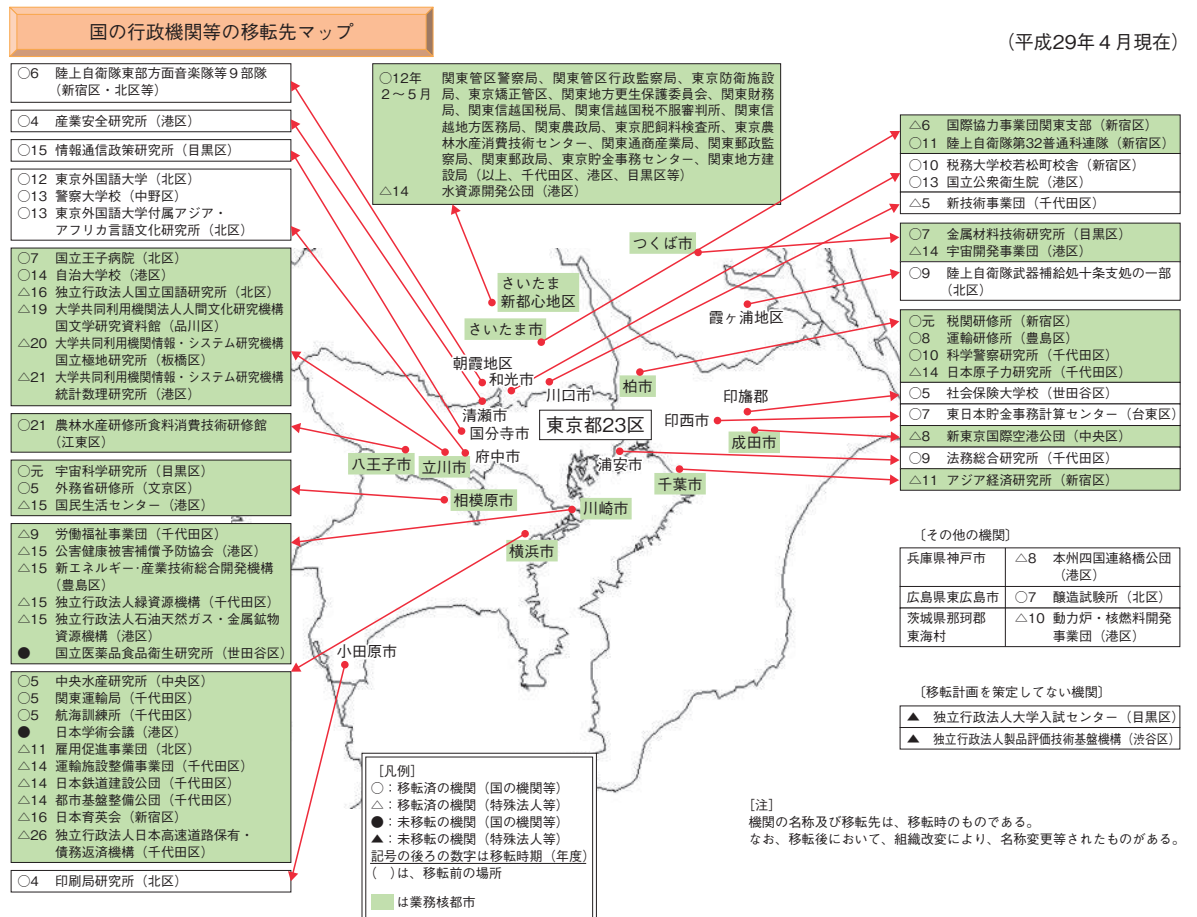 国の行政機関等の移転先マップ
(平成29年4月現在)
○6 陸上自衛隊東部方面音楽隊等9部隊
(新宿区・北区等)
○4 産業安全研究所(港区)
○15 情報通信政策研究所(目黒区)
○12 東京外国語大学(北区)
○13 警察大学校(中野区)
○13 東京外国語大学付属アジア・
アフリカ言語文化研究所(北区)
○7 国立王子病院(北区)
○14 自治大学校(港区)
△16 独立行政法人国立国語研究所(北区)
△19 大学共同利用機関法人人間文化研究機構
国文学研究資料館(品川区)
△20 大学共同利用機関情報・システム研究機構
国立極地研究所(板橋区)
△21 大学共同利用機関情報・システム研究機構
統計数理研究所(港区)
○21 農林水産研修所食料消費技術研修館
(江東区)
○元 宇宙科学研究所(目黒区)
○5 外務省研修所(文京区)
△15 国民生活センター(港区)
△9 労働福祉事業団(千代田区)
△15 公害健康被害補償予防協会(港区)
△15 新エネルギー・産業技術総合開発機構
(豊島区)
△15 独立行政法人緑資源機構(千代田区)
△15 独立行政法人石油天然ガス・金属鉱物
資源機構(港区)
● 国立医薬品食品衛生研究所(世田谷区)
○5 中央水産研究所(中央区)
○5 関東運輸局(千代田区)
○5 航海訓練所(千代田区)
● 日本学術会議(港区)
△11 雇用促進事業団(北区)
△14 運輸施設整備事業団(千代田区)
△14 日本鉄道建設公団(千代田区)
△14 都市基盤整備公団(千代田区)
△16 日本育英会(新宿区)
△26 独立行政法人日本高速道路保有・
債務返済機構(千代田区)
○4 印刷局研究所(北区)
○12年 関東管区警察局、関東管区行政監察局、東京防衛施設
2~5月 局、東京矯正管区、関東地方更生保護委員会、関東財務
局、関東信越国税局、関東信越国税不服審判所、関東信
越地方医務局、関東農政局、東京肥飼料検査所、東京農
林水産消費技術センター、関東通商産業局、関東郵政監
察局、関東郵政局、東京貯金事務センター、関東地方建
設局(以上、千代田区、港区、目黒区等)
△14 水資源開発公団(港区)
つくば市
さいたま
新都心地区
さいたま市
霞ヶ浦地区
朝霞地区
和光市
川口市
柏市
清瀬市
国分寺市
東京都23区
印旛郡
印西市
成田市
八王子市
立川市
府中市
浦安市
千葉市
相模原市
川崎市
横浜市
小田原市
△6 国際協力事業団関東支部(新宿区)
○11 陸上自衛隊第32普通科連隊(新宿区)
○10 税務大学校若松町校舎(新宿区)
○13 国立公衆衛生院(港区)
△5 新技術事業団(千代田区)
○7 金属材料技術研究所(目黒区)
△14 宇宙開発事業団(港区)
○9 陸上自衛隊武器補給処十条支処の一部
(北区)
○元 税関研修所(新宿区)
○8 運輸研修所(豊島区)
○10 科学警察研究所(千代田区)
△14 日本原子力研究所(千代田区)
○5 社会保険大学校(世田谷区)
○7 東日本貯金事務計算センター(台東区)
△8 新東京国際空港公団(中央区)
○9 法務総合研究所(千代田区)
△11 アジア経済研究所(新宿区)
〔その他の機関〕
兵庫県神戸市 △8 本州四国連絡橋公団
(港区)
広島県東広島市 ○7 醸造試験所(北区)
茨城県那珂郡 △10 動力炉・核燃料開発
東海村 事業団(港区)
〔移転計画を策定してない機関〕
▲ 独立行政法人大学入試センター(目黒区)
▲ 独立行政法人製品評価技術基盤機構(渋谷区)
[凡例]
○:移転済の機関(国の機関等)
△:移転済の機関(特殊法人等)
●:未移転の機関(国の機関等)
▲:未移転の機関(特殊法人等)
記号の後ろの数字は移転時期(年度)
( )は、移転前の場所
は業務核都市
[注]
機関の名称及び移転先は、移転時のものである。
なお、移転後において、組織改変により、名称変更等されたものがある。